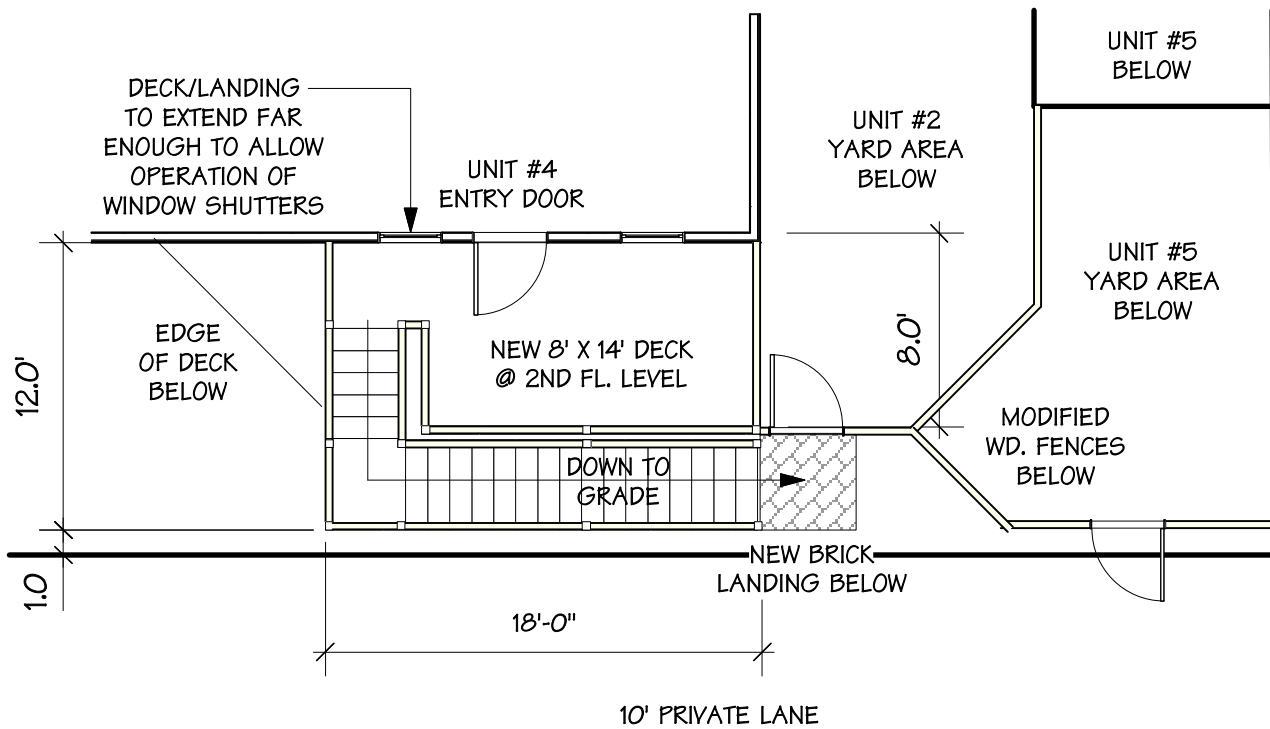 UNIT #5
BELOW
DECK/LANDING
TO EXTEND FAR
ENOUGH TO ALLOW
OPERATION OF
WINDOW SHUTTERS
UNIT #4
ENTRY DOOR
UNIT #2
YARD AREA
BELOW
UNIT #5
YARD AREA
BELOW
EDGE
OF DECK
BELOW
12.0'
NEW 8' X 14' DECK
@ 2ND FL. LEVEL
8.0'
MODIFIED
WD. FENCES
BELOW
DOWN TO
GRADE
NEW BRICK
LANDING BELOW
1.0
18'-0"
10' PRIVATE LANE